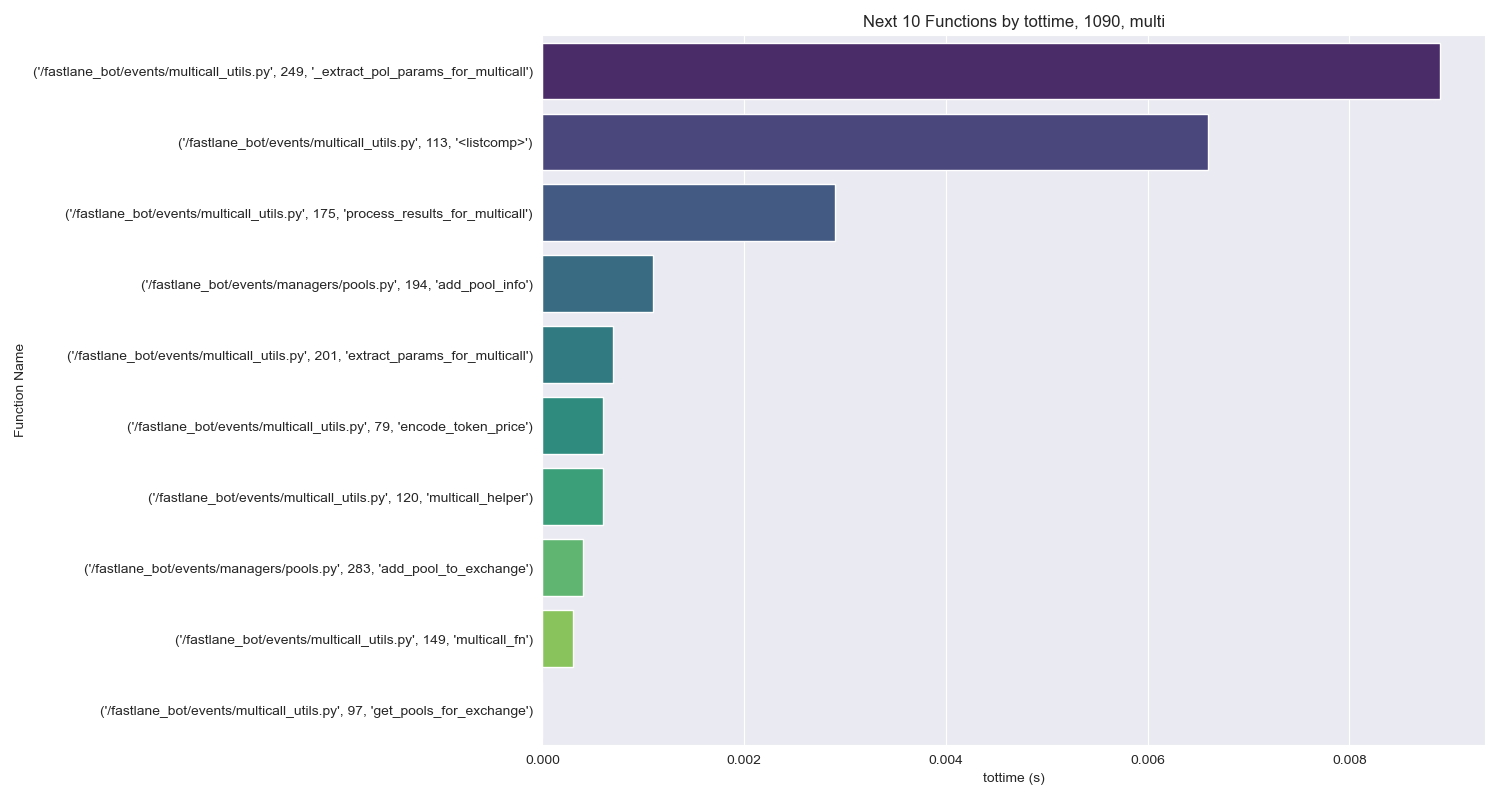 Next 10 Functions by tottime, 1090, multi
('/fastlane_bot/events/multicall_utils.py', 249, '_extract_pol_params_for_multicall')
('/fastlane_bot/events/multicall_utils.py', 113, '<listcomp>')
('/fastlane_bot/events/multicall_utils.py', 175, 'process_results_for_multicall')
('/fastlane_bot/events/managers/pools.py', 194, 'add_pool_info')
('/fastlane_bot/events/multicall_utils.py', 201, 'extract_params_for_multicall')
('/fastlane_bot/events/multicall_utils.py', 79, 'encode_token_price')
('/fastlane_bot/events/multicall_utils.py', 120, 'multicall_helper')
('/fastlane_bot/events/managers/pools.py', 283, 'add_pool_to_exchange')
('/fastlane_bot/events/multicall_utils.py', 149, 'multicall_fn')
('/fastlane_bot/events/multicall_utils.py', 97, 'get_pools_for_exchange')
Function Name
0.000 0.002 0.004 0.006 0.008
tottime (s)